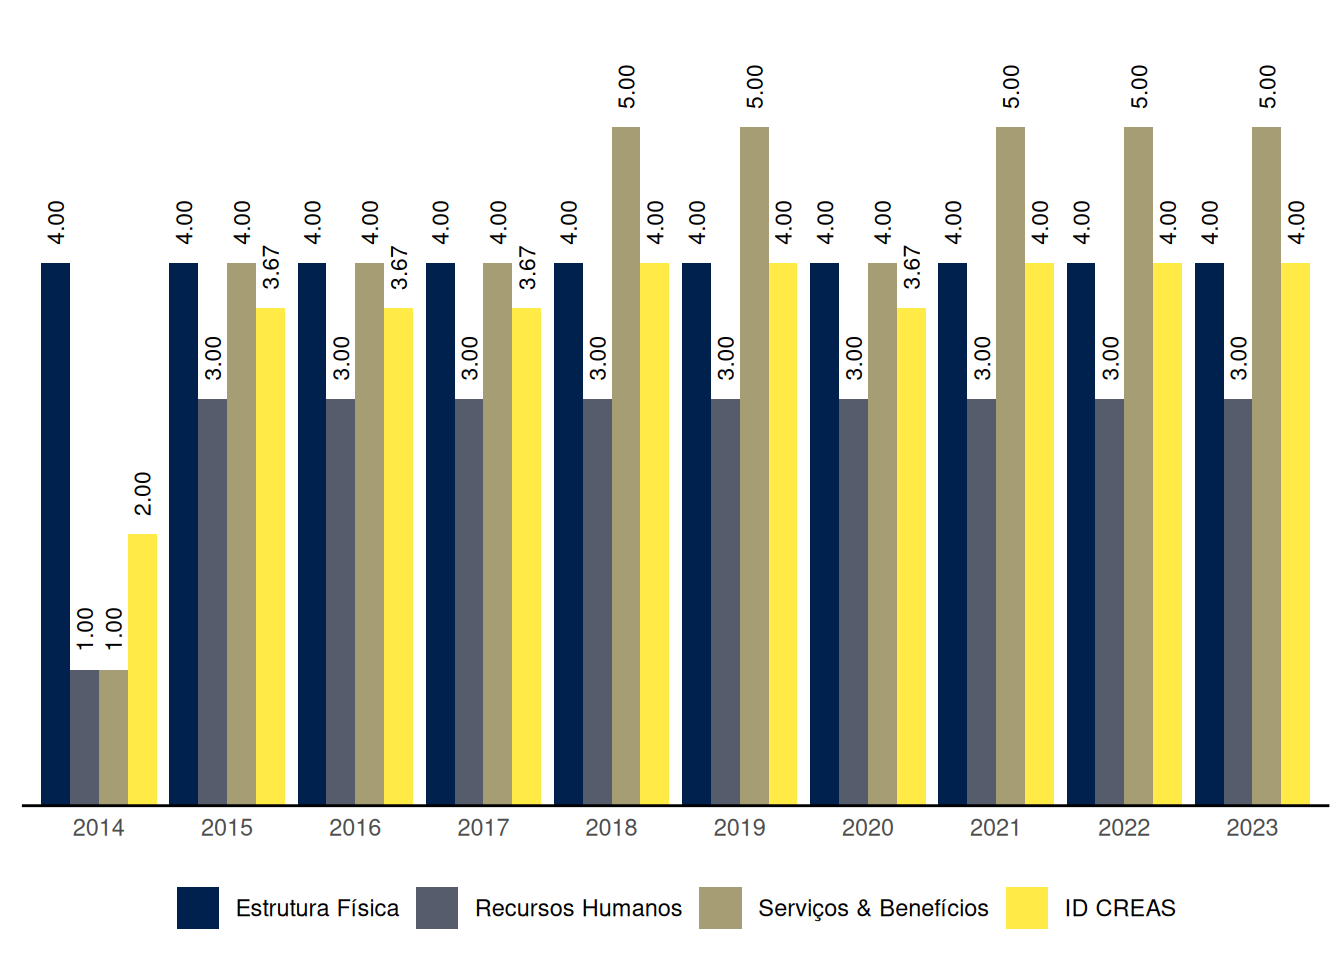 5.00 5.00 5.00 5.00 5.00
4.00 4.00 4.00 4.00 4.00 4.00 4.00 4.00 4.00 4.00 4.00 4.00 4.00 4.00 4.00 4.00 4.00 4.00 4.00
3.67 3.67 3.67 3.67
3.00 3.00 3.00 3.00 3.00 3.00 3.00 3.00 3.00
2.00
1.00 1.00
2014 2015 2016 2017 2018 2019 2020 2021 2022 2023
Estrutura Física Recursos Humanos Serviços & Benefícios ID CREAS